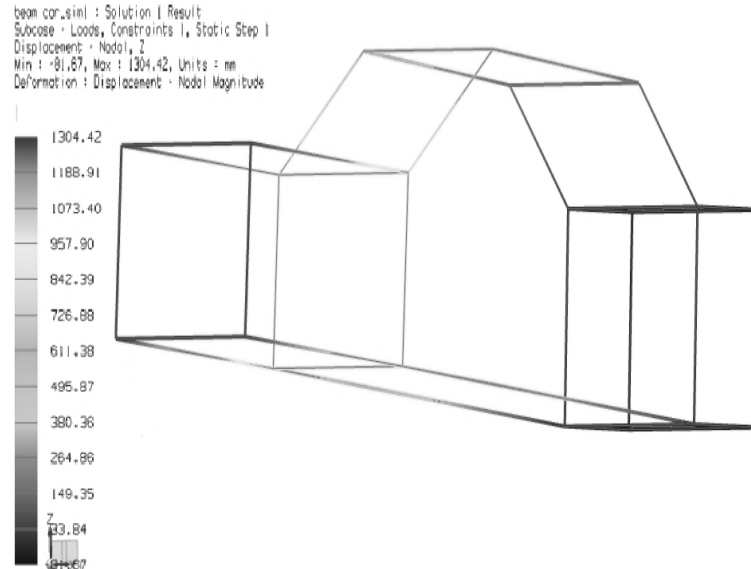 beam car_sim1 : Solution 1 Result
Subcase - Loads, Constraints 1, Static Step 1
Displacement - Nodal, Z
Min : -81.67, Max : 1304.42, Units = mm
Deformation : Displacement - Nodal Magnitude
1304.42
1188.91
1073.40
957.90
842.39
726.88
611.38
495.87
380.36
264.86
149.35
33.84
Z